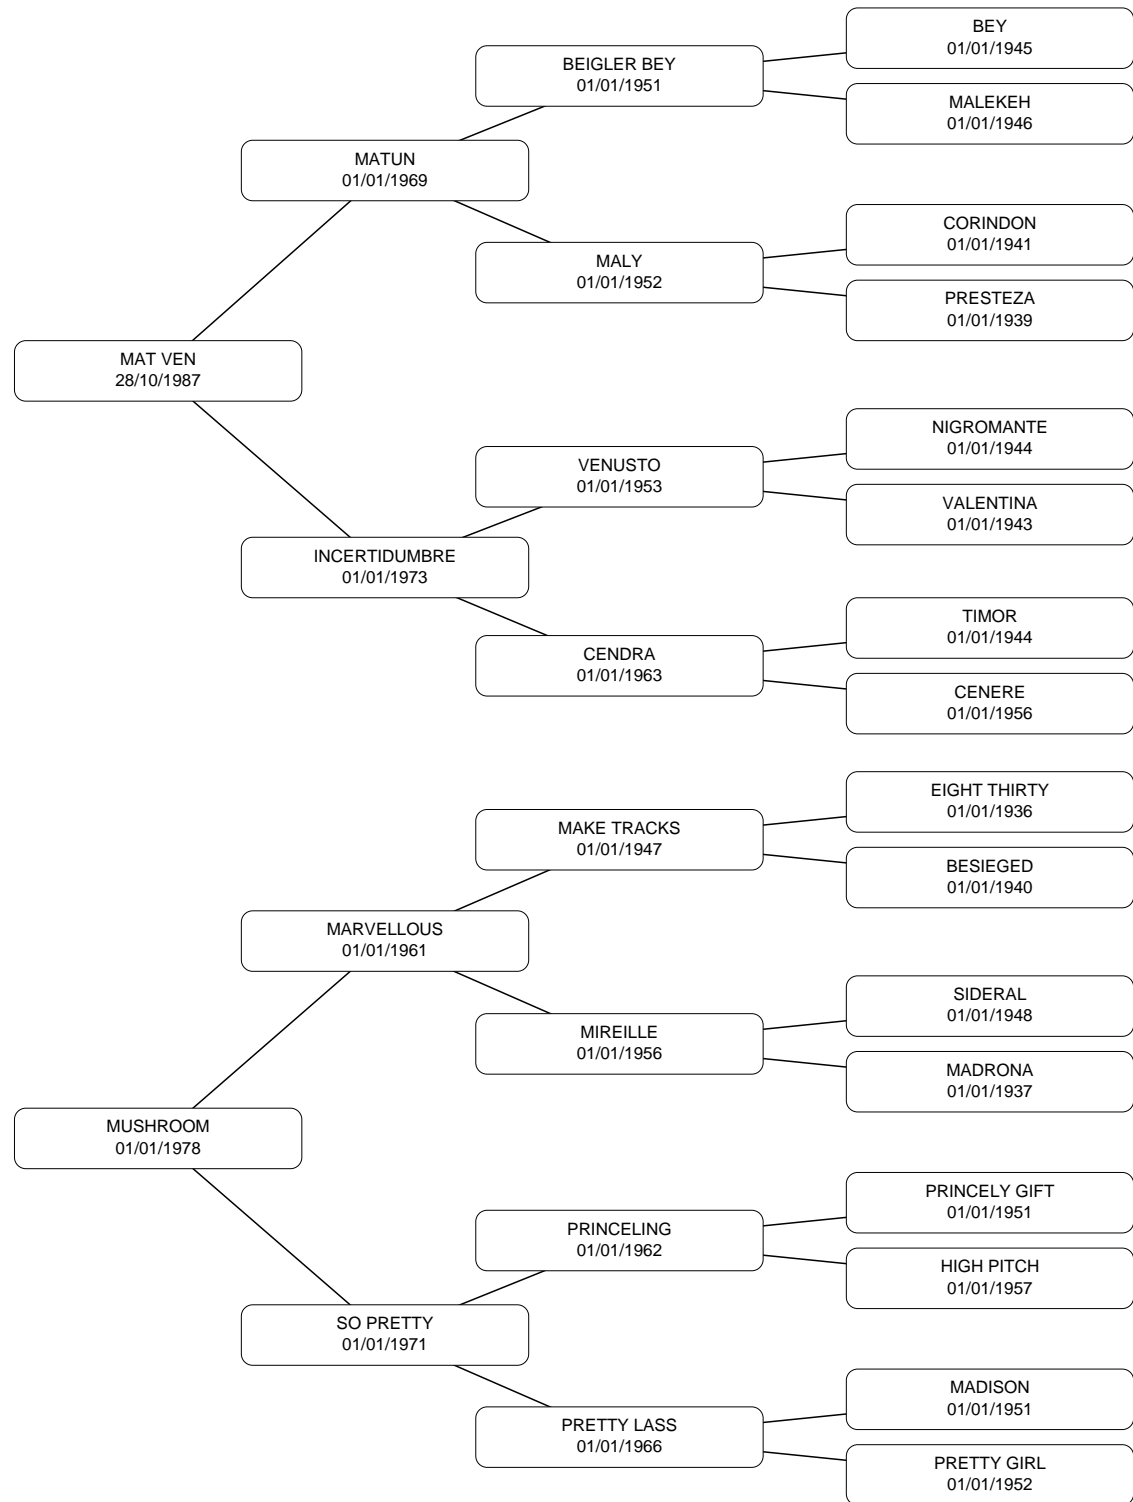 BEY
01/01/1945
BEIGLER BEY
01/01/1951
MALEKEH
01/01/1946
MATUN
01/01/1969
CORINDON
01/01/1941
MALY
01/01/1952
PRESTEZA
01/01/1939
MAT VEN
28/10/1987
NIGROMANTE
01/01/1944
VENUSTO
01/01/1953
VALENTINA
01/01/1943
INCERTIDUMBRE
01/01/1973
TIMOR
01/01/1944
CENDRA
01/01/1963
CENERE
01/01/1956
EIGHT THIRTY
01/01/1936
MAKE TRACKS
01/01/1947
BESIEGED
01/01/1940
MARVELLOUS
01/01/1961
SIDERAL
01/01/1948
MIREILLE
01/01/1956
MADRONA
01/01/1937
MUSHROOM
01/01/1978
PRINCELY GIFT
01/01/1951
PRINCELING
01/01/1962
HIGH PITCH
01/01/1957
SO PRETTY
01/01/1971
MADISON
01/01/1951
PRETTY LASS
01/01/1966
PRETTY GIRL
01/01/1952